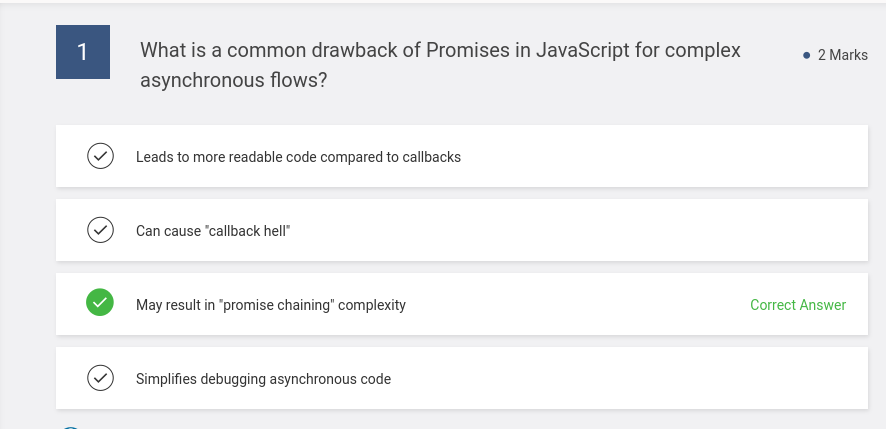 1
What is a common drawback of Promises in JavaScript for complex
asynchronous flows?
2 Marks
Leads to more readable code compared to callbacks
Can cause "callback hell"
May result in "promise chaining" complexity
Correct Answer
Simplifies debugging asynchronous code